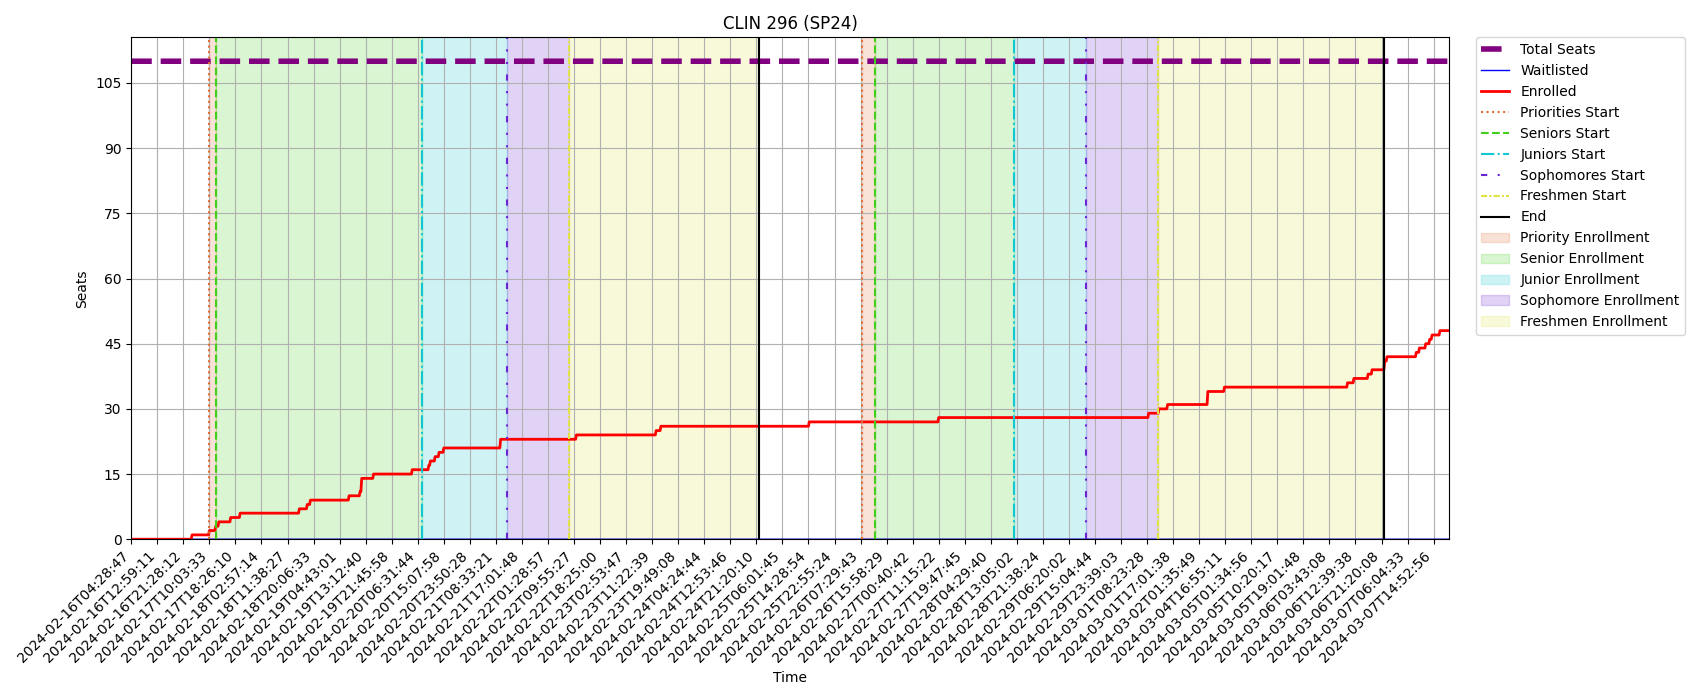 CLIN 296 (SP24)
Total Seats
Waitlisted
Enrolled
Priorities Start
Seniors Start
Juniors Start
Sophomores Start
Freshmen Start
End
Priority Enrollment
Senior Enrollment
Junior Enrollment
Sophomore Enrollment
Freshmen Enrollment
Seats
105
90
75
60
45
30
15
0
2024-02-16T04:28:47
2024-02-16T12:59:11
2024-02-16T21:28:12
2024-02-17T10:03:33
2024-02-17T18:26:10
2024-02-18T02:57:14
2024-02-18T11:38:27
2024-02-18T20:06:33
2024-02-19T04:43:01
2024-02-19T13:12:40
2024-02-19T21:45:58
2024-02-20T06:31:44
2024-02-20T15:07:58
2024-02-20T23:50:28
2024-02-21T08:33:21
2024-02-21T17:01:48
2024-02-22T01:28:57
2024-02-22T09:55:27
2024-02-22T18:25:00
2024-02-23T02:53:47
2024-02-23T11:22:39
2024-02-23T19:49:08
2024-02-24T04:24:44
2024-02-24T12:53:46
2024-02-24T21:20:10
2024-02-25T06:01:45
2024-02-25T14:28:54
2024-02-25T22:55:24
2024-02-26T07:29:43
2024-02-26T15:58:29
2024-02-27T00:40:42
2024-02-27T11:15:22
2024-02-27T19:47:45
2024-02-28T04:29:40
2024-02-28T13:05:02
2024-02-28T21:38:24
2024-02-29T06:20:02
2024-02-29T15:04:44
2024-02-29T23:39:03
2024-03-01T08:23:28
2024-03-01T17:01:38
2024-03-02T01:35:49
2024-03-04T16:55:11
2024-03-05T01:34:56
2024-03-05T10:20:17
2024-03-05T19:01:48
2024-03-06T03:43:08
2024-03-06T12:39:38
2024-03-06T21:20:08
2024-03-07T06:04:33
2024-03-07T14:52:56
Time